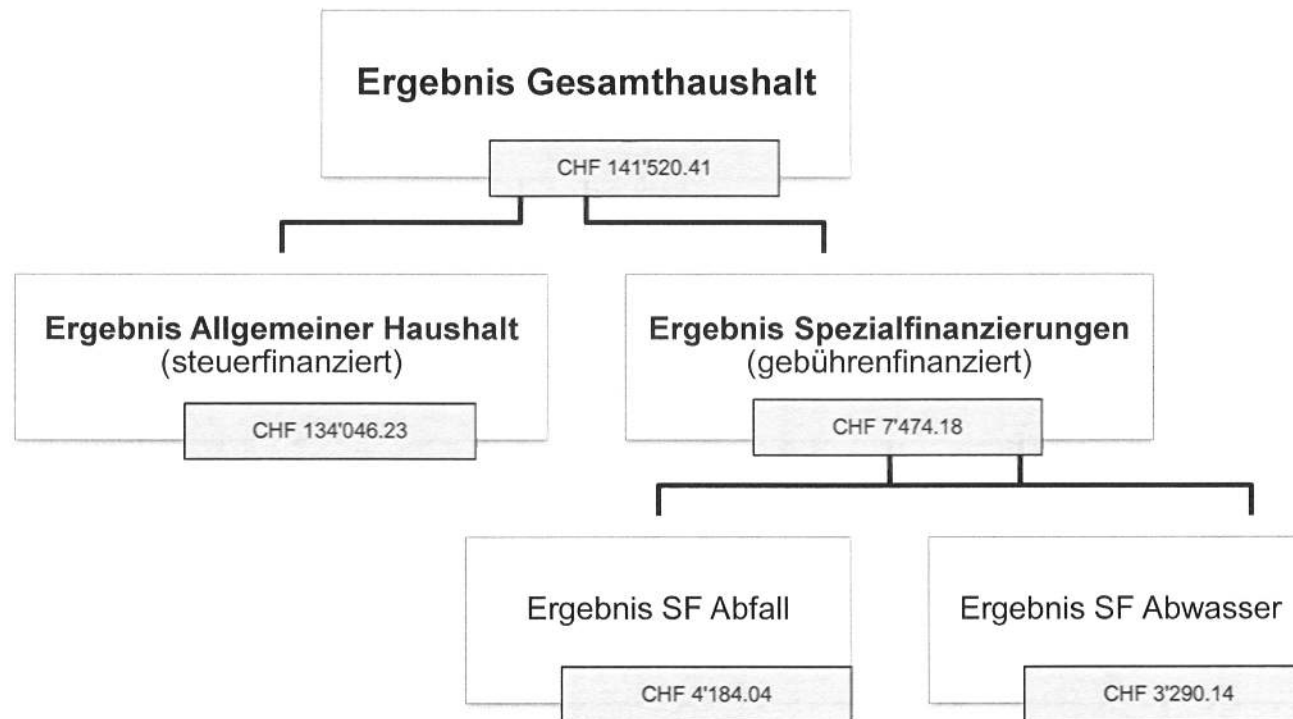 Ergebnis Gesamthaushalt
CHF 141'520.41
Ergebnis Allgemeiner Haushalt
(steuerfinanziert)
CHF 134'046.23
Ergebnis Spezialfinanzierungen
(gebührenfinanziert)
CHF 7'474.18
Ergebnis SF Abfall
CHF 4'184.04
Ergebnis SF Abwasser
CHF 3'290.14